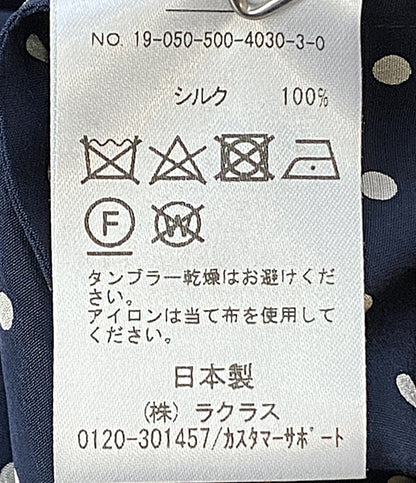 NO. 19-050-500-4030-3-0
シルク 100%
F W
タンブラー乾燥はお避けくだ
さい。
アイロンは当て布を使用して
ください。
日本製
(株) ラクラス
0120-301457/ｶｽﾀﾏｰｻﾎﾟｰﾄ